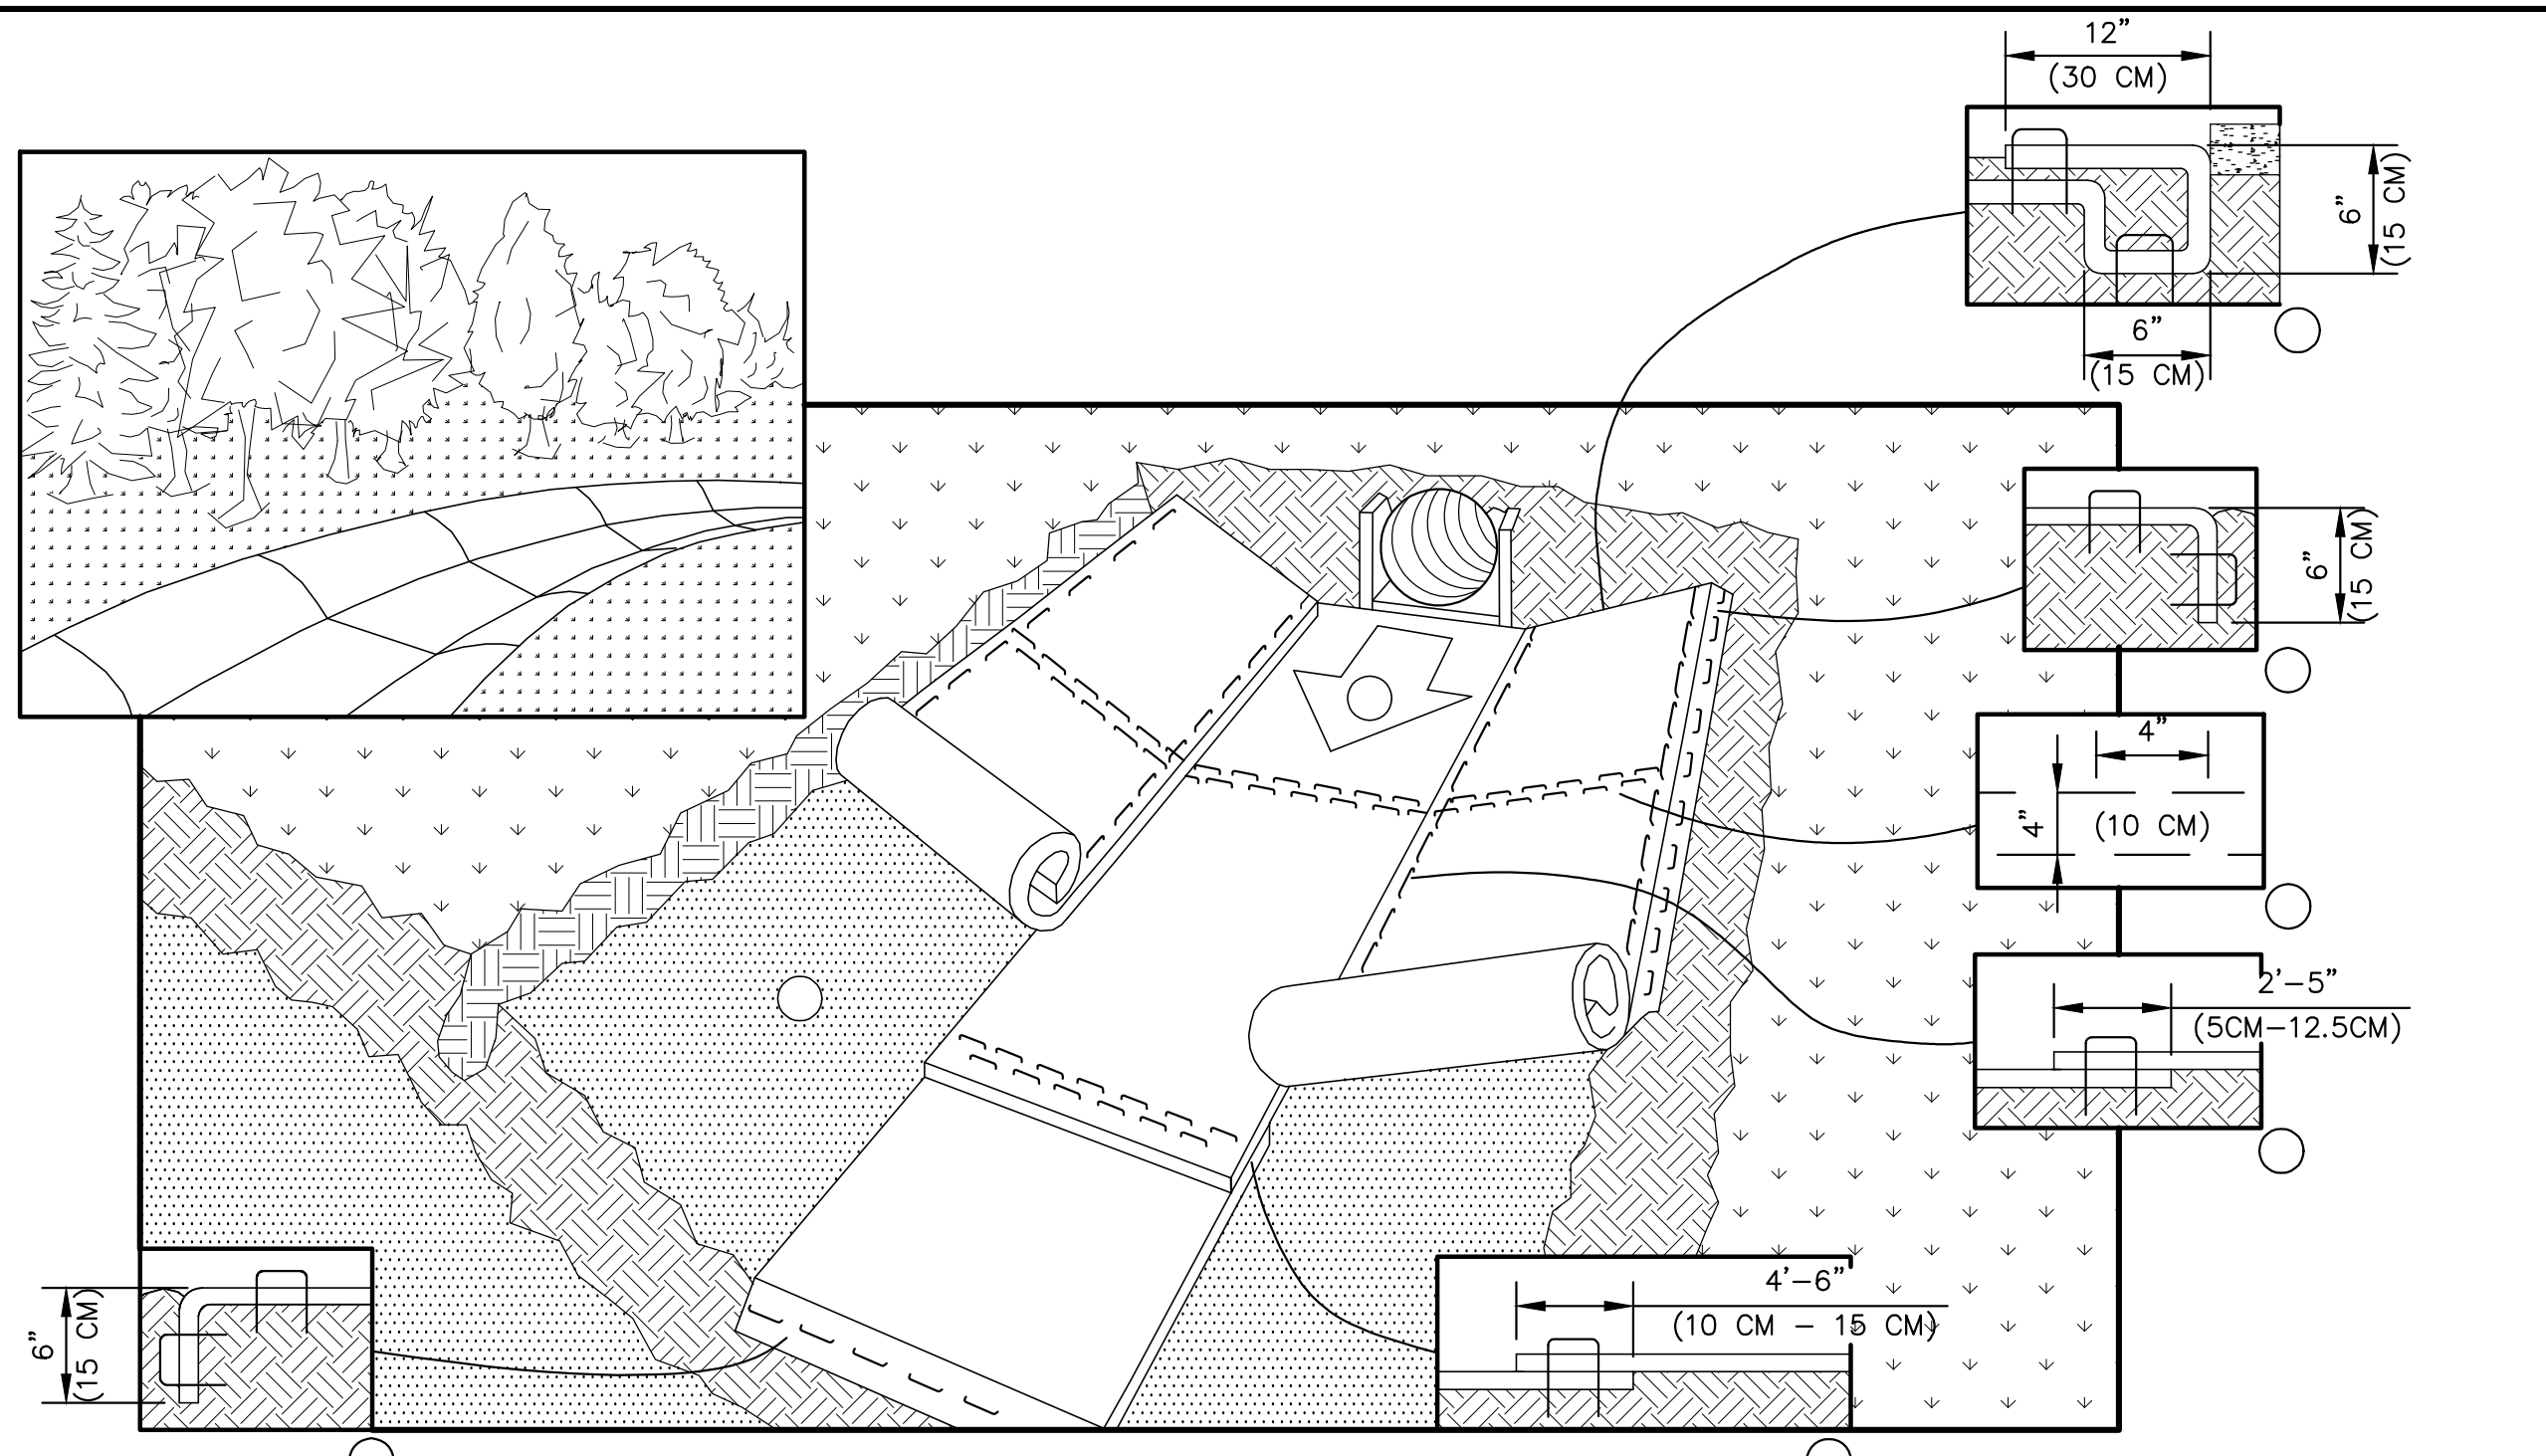 12”
(30 CM)
6”
(15 CM)
6”
(15 CM)
6”
(15 CM)
4”
4”
(10 CM)
2’-5”
(5CM-12.5CM)
4’-6”
(10 CM - 15 CM)
6”
(15 CM)